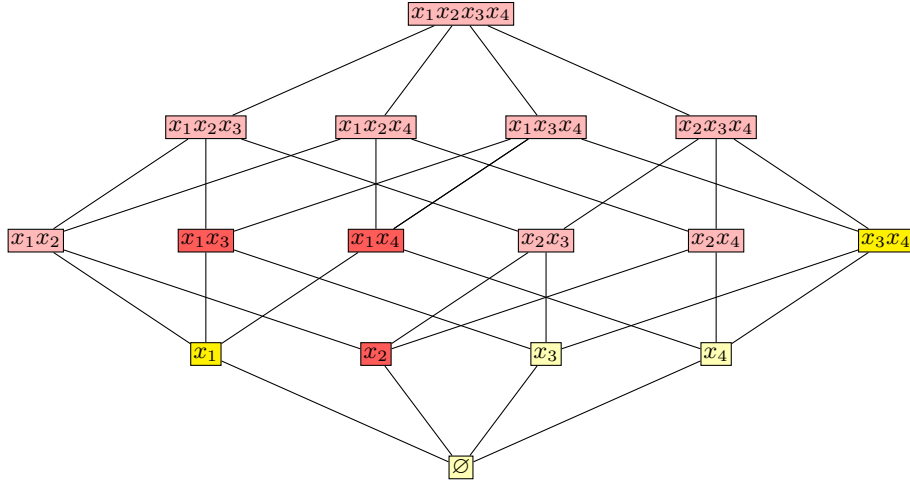 x₁x₂x₃x₄
x₁x₂x₃ x₁x₂x₄ x₁x₃x₄ x₂x₃x₄
x₁x₂ x₁x₃ x₁x₄ x₂x₃ x₂x₄ x₃x₄
x₁ x₂ x₃ x₄
∅